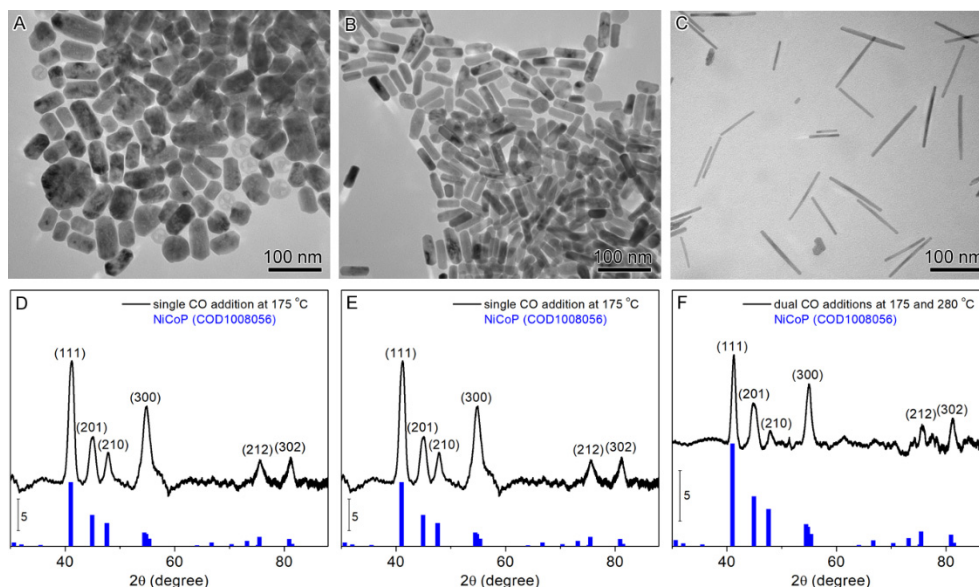 A
100 nm
B
100 nm
C
100 nm
D
single CO addition at 175 °C
NiCoP (COD1008056)
(111)
(201)
(210)
(300)
(212)
(302)
5
40 60 80
2θ (degree)
E
single CO addition at 175 °C
NiCoP (COD1008056)
(111)
(201)
(210)
(300)
(212)
(302)
5
40 60 80
2θ (degree)
F
dual CO additions at 175 and 280 °C
NiCoP (COD1008056)
(111)
(201)
(210)
(300)
(212)
(302)
5
40 60 80
2θ (degree)